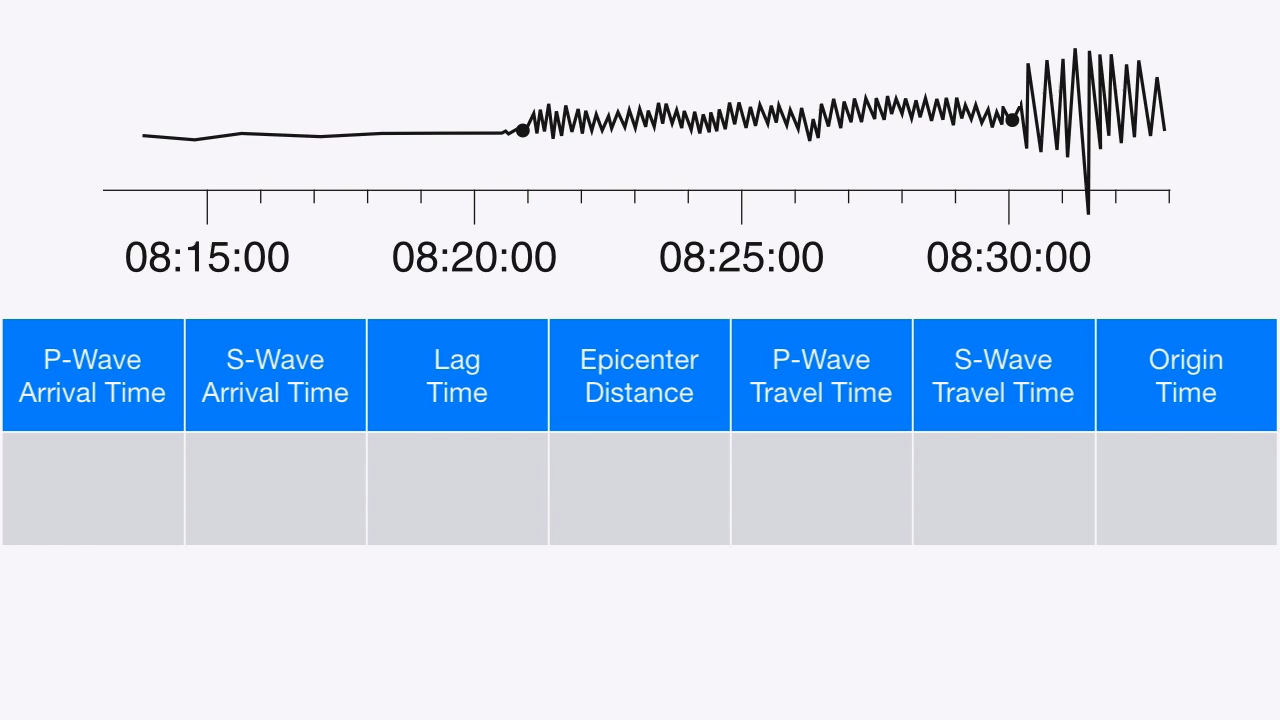 08:15:00 08:20:00 08:25:00 08:30:00
P-Wave Arrival Time
S-Wave Arrival Time
Lag Time
Epicenter Distance
P-Wave Travel Time
S-Wave Travel Time
Origin Time